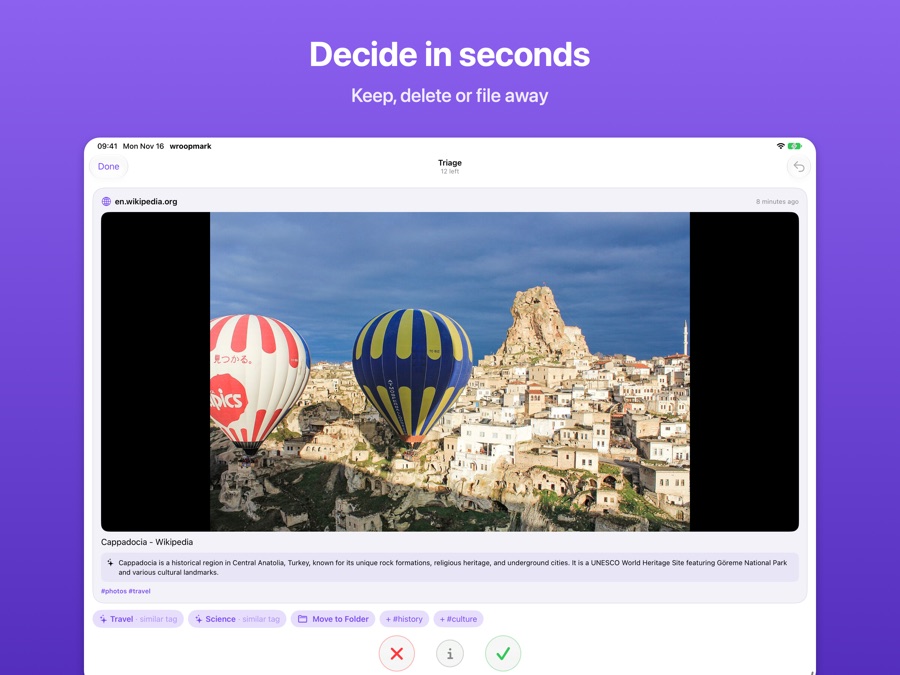 Decide in seconds
Keep, delete or file away
09:41 Mon Nov 16 wroopmark
Done
Triage
12 left
en.wikipedia.org
8 minutes ago
見つかる。
pics
Cappadocia - Wikipedia
Cappadocia is a historical region in Central Anatolia, Turkey, known for its unique rock formations, religious heritage, and underground cities. It is a UNESCO World Heritage Site featuring Göreme National Park
and various cultural landmarks.
#photos #travel
Travel · similar tag
Science · similar tag
Move to Folder
+ #history
+ #culture